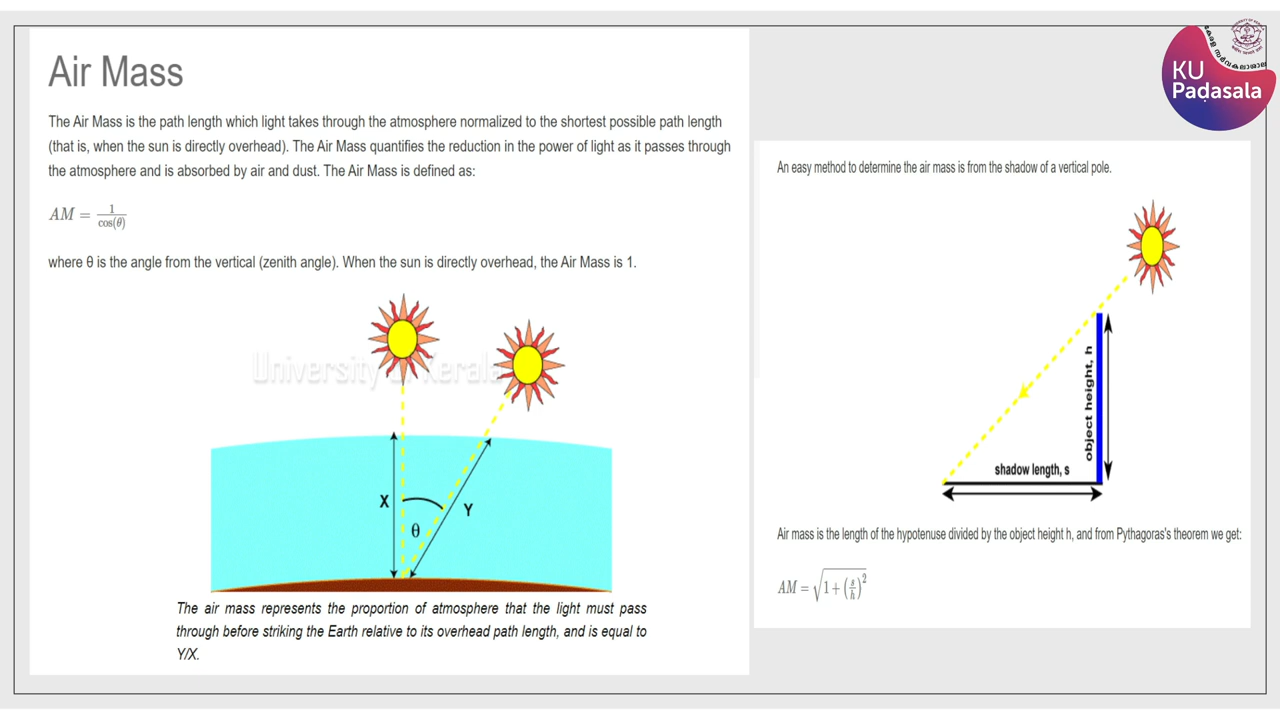 Air Mass
The Air Mass is the path length which light takes through the atmosphere normalized to the shortest possible path length
(that is, when the sun is directly overhead). The Air Mass quantifies the reduction in the power of light as it passes through
the atmosphere and is absorbed by air and dust. The Air Mass is defined as:
AM = 1/cos(θ)
where θ is the angle from the vertical (zenith angle). When the sun is directly overhead, the Air Mass is 1.
University of Kerala
X
Y
θ
The air mass represents the proportion of atmosphere that the light must pass
through before striking the Earth relative to its overhead path length, and is equal to
Y/X.
KU
Paḍasala
An easy method to determine the air mass is from the shadow of a vertical pole.
object height, h
shadow length, s
Air mass is the length of the hypotenuse divided by the object height h, and from Pythagoras's theorem we get:
AM = √(1 + (s/h)²)